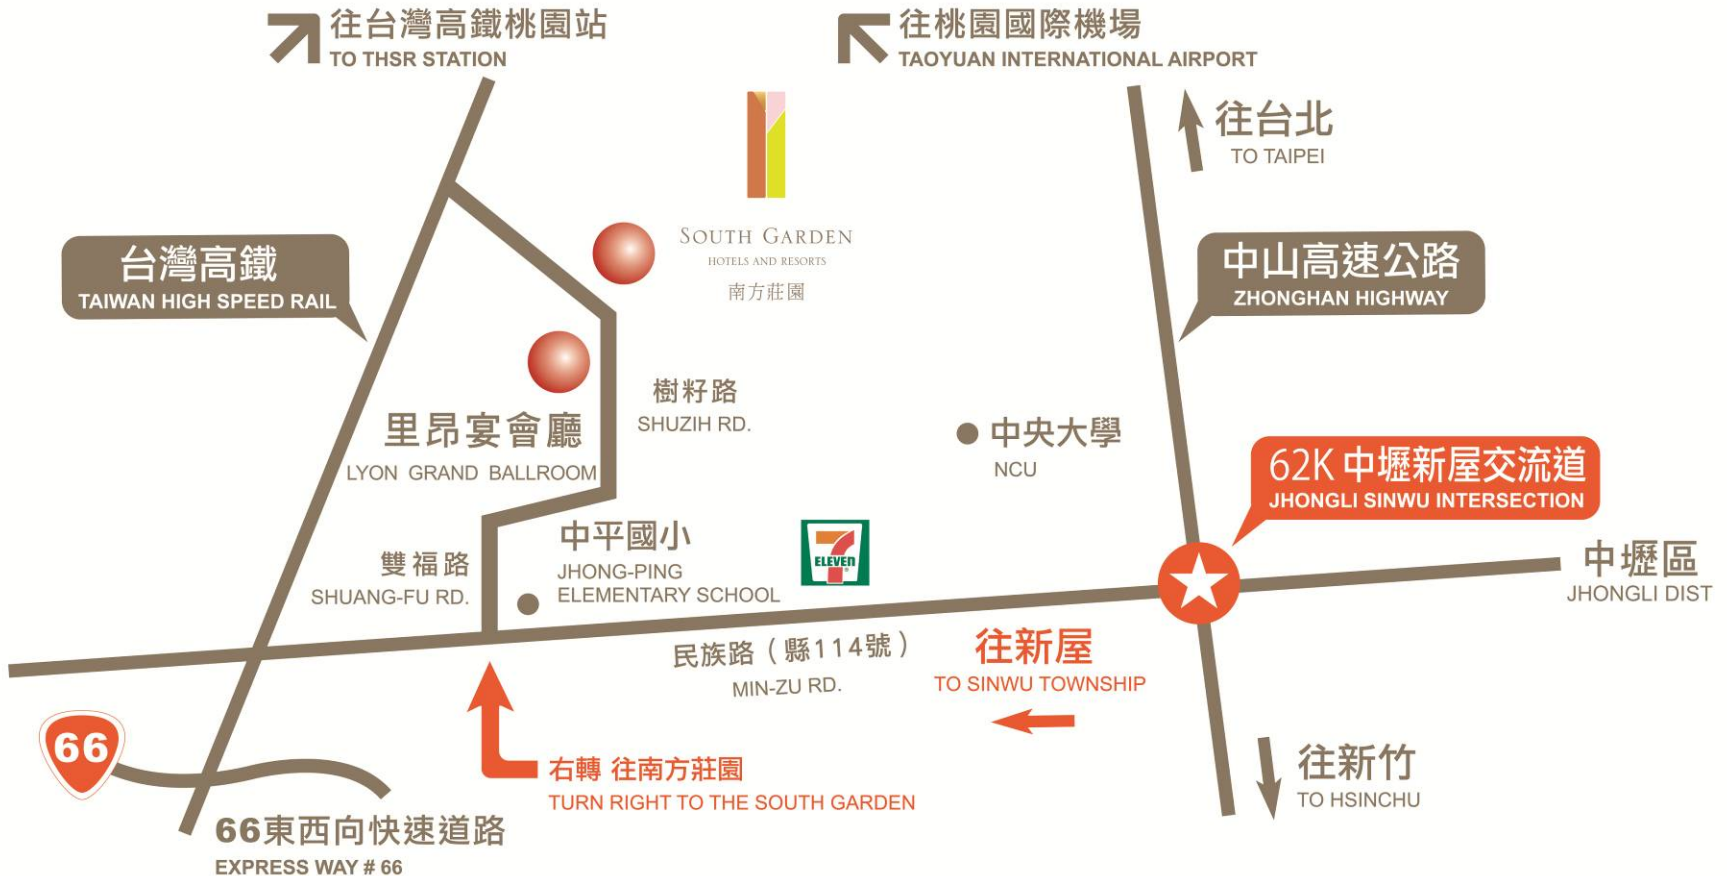 往台灣高鐵桃園站
TO THSR STATION
往桃園國際機場
TAOYUAN INTERNATIONAL AIRPORT
往台北
TO TAIPEI
SOUTH GARDEN
HOTELS AND RESORTS
南方莊園
台灣高鐵
TAIWAN HIGH SPEED RAIL
中山高速公路
ZHONGHAN HIGHWAY
樹籽路
SHUZIH RD.
里昂宴會廳
LYON GRAND BALLROOM
中央大學
NCU
62K 中壢新屋交流道
JHONGLI SINWU INTERSECTION
中平國小
JHONG-PING
ELEMENTARY SCHOOL
7
ELEVEN
®
雙福路
SHUANG-FU RD.
中壢區
JHONGLI DIST
民族路（縣114號）
MIN-ZU RD.
往新屋
TO SINWU TOWNSHIP
66
右轉 往南方莊園
TURN RIGHT TO THE SOUTH GARDEN
往新竹
TO HSINCHU
66東西向快速道路
EXPRESS WAY # 66